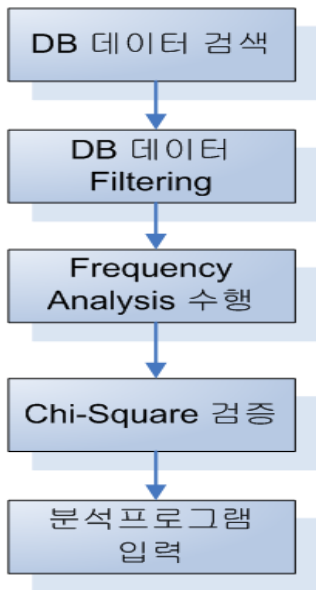 DB 데이터 검색
DB 데이터
Filtering
Frequency
Analysis 수행
Chi-Square 검증
분석프로그램
입력